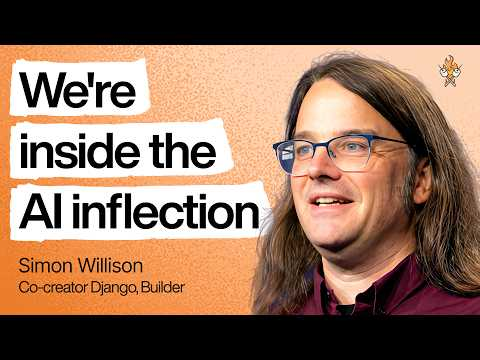 We're
inside the
AI inflection
Simon Willison
Co-creator Django, Builder